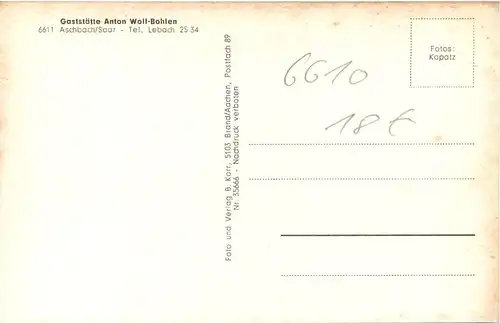 Gaststätte Anton Woll-Bohlen
6611 Aschbach/Saar - Tel. Lebach 25 34
Foto und Verlag B. Korr, 5103 Brand/Aachen, Postfach 89
Nr. 35666 - Nachdruck verboten
Fotos:
Kopatz
6610
18 €